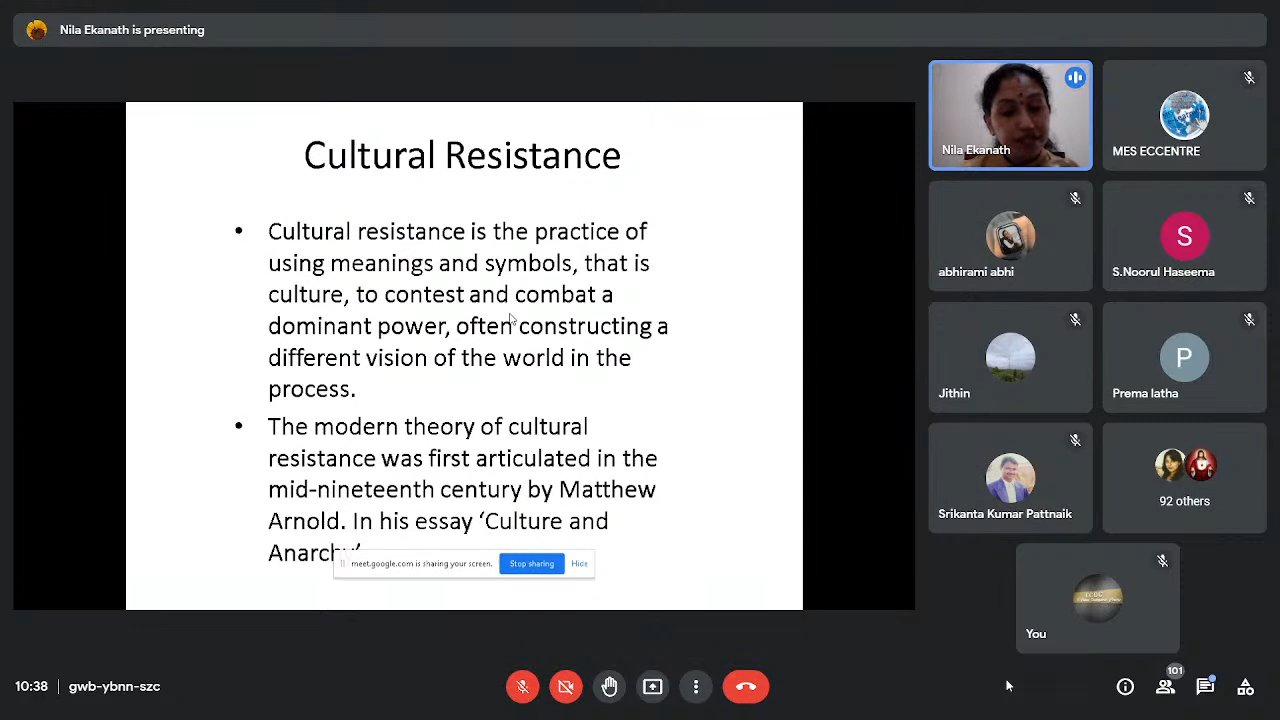 Nila Ekanath is presenting
Cultural Resistance
• Cultural resistance is the practice of
using meanings and symbols, that is
culture, to contest and combat a
dominant power, often constructing a
different vision of the world in the
process.
• The modern theory of cultural
resistance was first articulated in the
mid-nineteenth century by Matthew
Arnold. In his essay ‘Culture and
Anarchy’
meet.google.com is sharing your screen.
Stop sharing
Hide
Nila Ekanath
MES ECCENTRE
abhirami abhi
S
S.Noorul Haseema
Jithin
P
Prema latha
Srikanta Kumar Pattnaik
92 others
You
10:38 | gwb-ybnn-szc
101